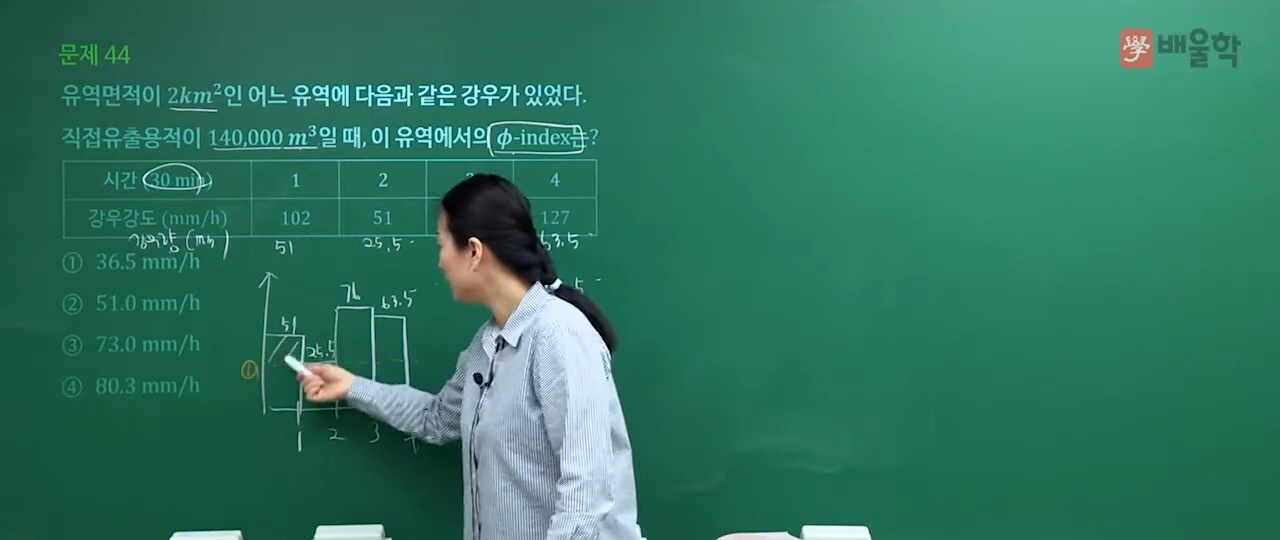 배울학
문제 44
유역면적이 2km²인 어느 유역에 다음과 같은 강우가 있었다.
직접유출용적이 140,000 m³일 때, 이 유역에서의 ϕ-index는?
시간 (30 min) 1 2 4
강우강도 (mm/h) 102 51 127
강우량 (mm) 51 25.5 63.5
① 36.5 mm/h
② 51.0 mm/h
③ 73.0 mm/h
④ 80.3 mm/h
76 63.5
51 25.5
1 2 3